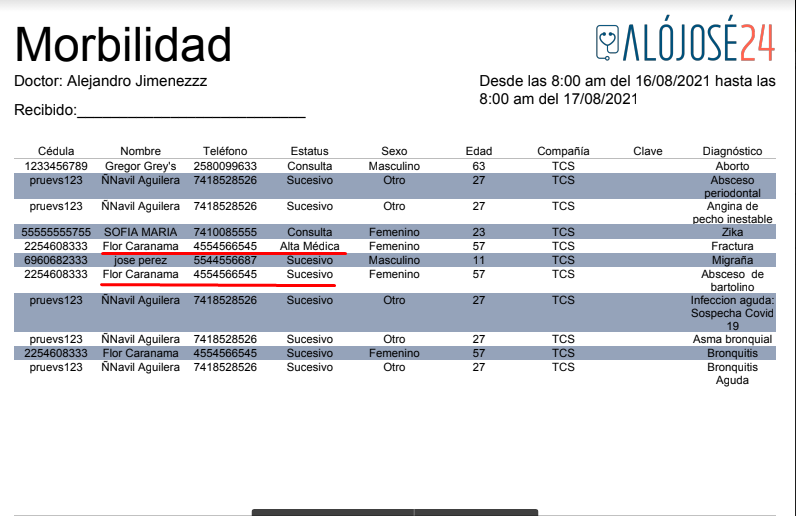 Morbilidad
ALÓJOSÉ24
Doctor: Alejandro Jimenezzz
Desde las 8:00 am del 16/08/2021 hasta las
8:00 am del 17/08/2021
Recibido:___________________________
Cédula Nombre Teléfono Estatus Sexo Edad Compañía Clave Diagnóstico
1233456789 Gregor Grey's 2580099633 Consulta Masculino 63 TCS Aborto
pruevs123 ÑNavil Aguilera 7418528526 Sucesivo Otro 27 TCS Absceso
periodontal
pruevs123 ÑNavil Aguilera 7418528526 Sucesivo Otro 27 TCS Angina de
pecho inestable
55555555755 SOFIA MARIA 7410085555 Consulta Femenino 23 TCS Zika
2254608333 Flor Caranama 4554566545 Alta Médica Femenino 57 TCS Fractura
6960682333 jose perez 5544556687 Sucesivo Masculino 11 TCS Migraña
2254608333 Flor Caranama 4554566545 Sucesivo Femenino 57 TCS Absceso de
bartolino
pruevs123 ÑNavil Aguilera 7418528526 Sucesivo Otro 27 TCS Infeccion aguda:
Sospecha Covid
19
pruevs123 ÑNavil Aguilera 7418528526 Sucesivo Otro 27 TCS Asma bronquial
2254608333 Flor Caranama 4554566545 Sucesivo Femenino 57 TCS Bronquitis
pruevs123 ÑNavil Aguilera 7418528526 Sucesivo Otro 27 TCS Bronquitis
Aguda